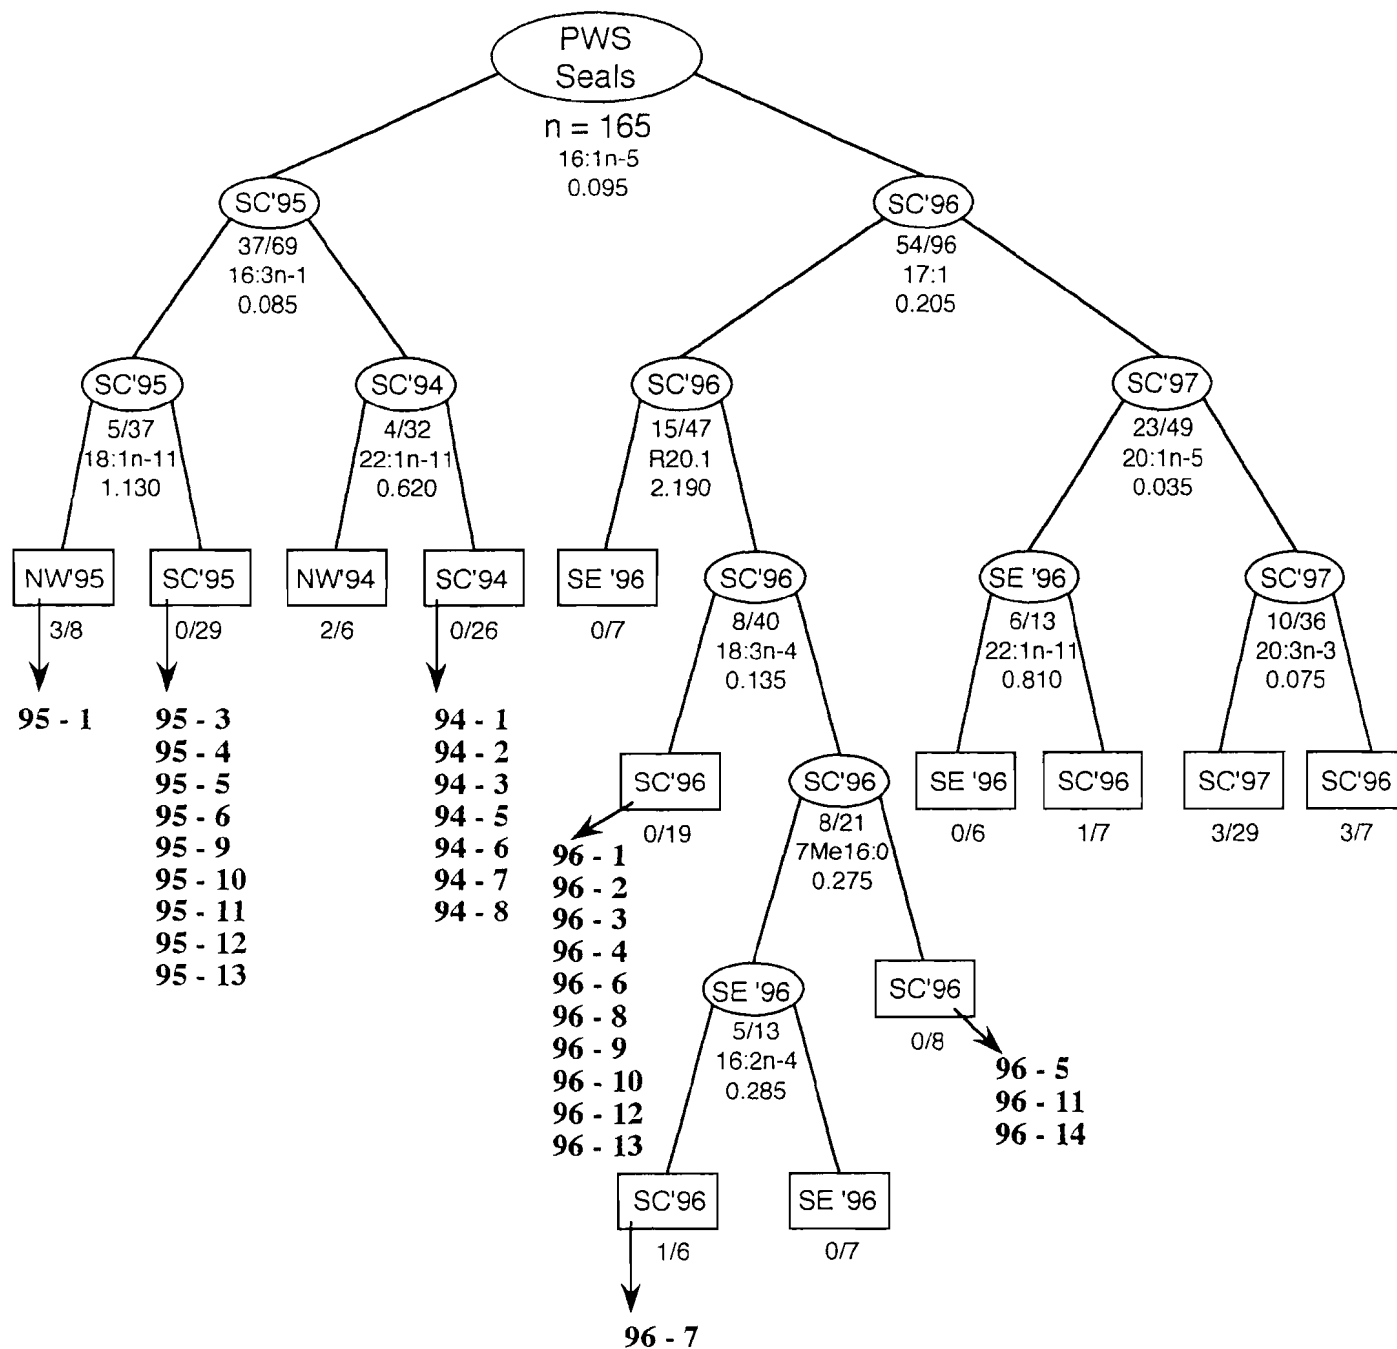 PWS
Seals
n = 165
16:1n-5
0.095
SC'95
37/69
16:3n-1
0.085
SC'96
54/96
17:1
0.205
SC'95
5/37
18:1n-11
1.130
SC'94
4/32
22:1n-11
0.620
SC'96
15/47
R20.1
2.190
SC'97
23/49
20:1n-5
0.035
NW'95
3/8
SC'95
0/29
NW'94
2/6
SC'94
0/26
SE '96
0/7
SC'96
8/40
18:3n-4
0.135
SE '96
6/13
22:1n-11
0.810
SC'97
10/36
20:3n-3
0.075
95 - 1
95 - 3
95 - 4
95 - 5
95 - 6
95 - 9
95 - 10
95 - 11
95 - 12
95 - 13
94 - 1
94 - 2
94 - 3
94 - 5
94 - 6
94 - 7
94 - 8
SC'96
0/19
SC'96
8/21
7Me16:0
0.275
SE '96
0/6
SC'96
1/7
SC'97
3/29
SC'96
3/7
96 - 1
96 - 2
96 - 3
96 - 4
96 - 6
96 - 8
96 - 9
96 - 10
96 - 12
96 - 13
SE '96
5/13
16:2n-4
0.285
SC'96
0/8
96 - 5
96 - 11
96 - 14
SC'96
1/6
SE '96
0/7
96 - 7